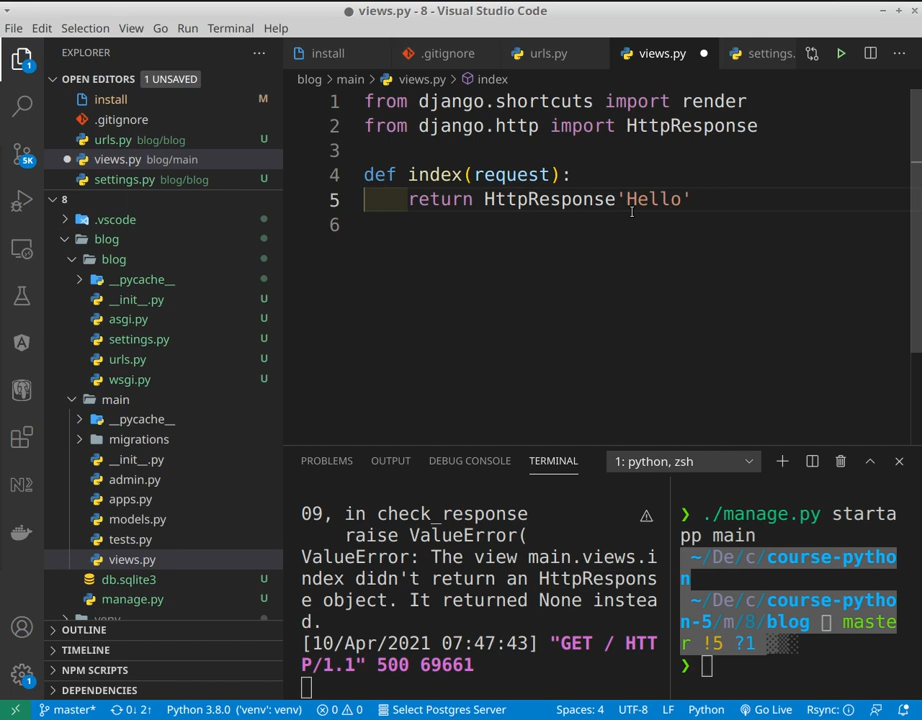 views.py - 8 - Visual Studio Code
File Edit Selection View Go Run Terminal Help
EXPLORER
OPEN EDITORS 1 UNSAVED
install M
.gitignore
urls.py blog/blog U
views.py blog/main
settings.py blog/blog U
8
.vscode
blog
blog
__pycache__
__init__.py U
asgi.py U
settings.py U
urls.py U
wsgi.py U
main
__pycache__
migrations
__init__.py
admin.py
apps.py
models.py
tests.py
views.py
db.sqlite3 U
manage.py U
OUTLINE
TIMELINE
NPM SCRIPTS
DEPENDENCIES
1
5K
N2
1
install .gitignore urls.py views.py settings.
blog > main > views.py > index
1 from django.shortcuts import render
2 from django.http import HttpResponse
3
4 def index(request):
5 return HttpResponse'Hello'
6
PROBLEMS OUTPUT DEBUG CONSOLE TERMINAL 1: python, zsh
09, in check_response
raise ValueError(
ValueError: The view main.views.i
ndex didn't return an HttpRespons
e object. It returned None instea
d.
[10/Apr/2021 07:47:43] "GET / HTT
P/1.1" 500 69661
❯ ./manage.py starta
pp main
~/De/c/course-pytho
n
~/De/c/course-pytho
n-5/m/8/blog maste
r !5 ?1
❯
master* 0↓ 2↑ Python 3.8.0 ('venv': venv) 0 0 Select Postgres Server Spaces: 4 UTF-8 LF Python Go Live Rsync: